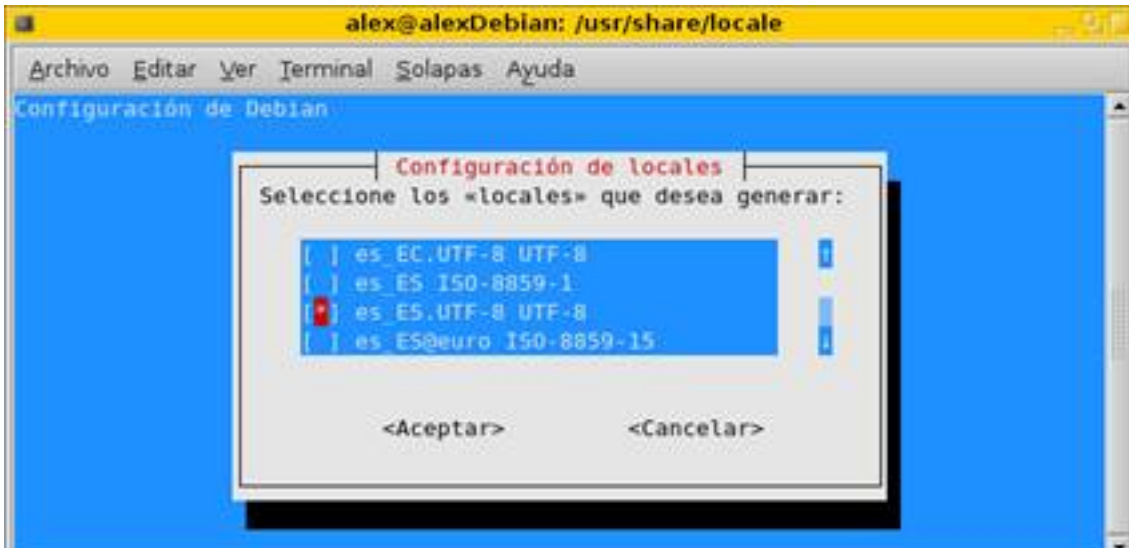 alex@alexDebian: /usr/share/locale
Archivo Editar Ver Terminal Solapas Ayuda
Configuración de Debian
Configuración de locales
Seleccione los «locales» que desea generar:
[ ] es_EC.UTF-8 UTF-8
[ ] es_ES ISO-8859-1
[*] es_ES.UTF-8 UTF-8
[ ] es_ES@euro ISO-8859-15
<Aceptar> <Cancelar>